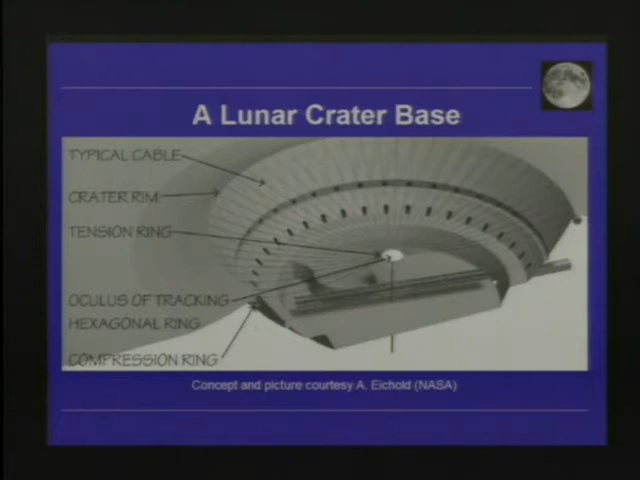 A Lunar Crater Base
TYPICAL CABLE
CRATER RIM
TENSION RING
OCULUS OF TRACKING
HEXAGONAL RING
COMPRESSION RING
Concept and picture courtesy A. Eichold (NASA)